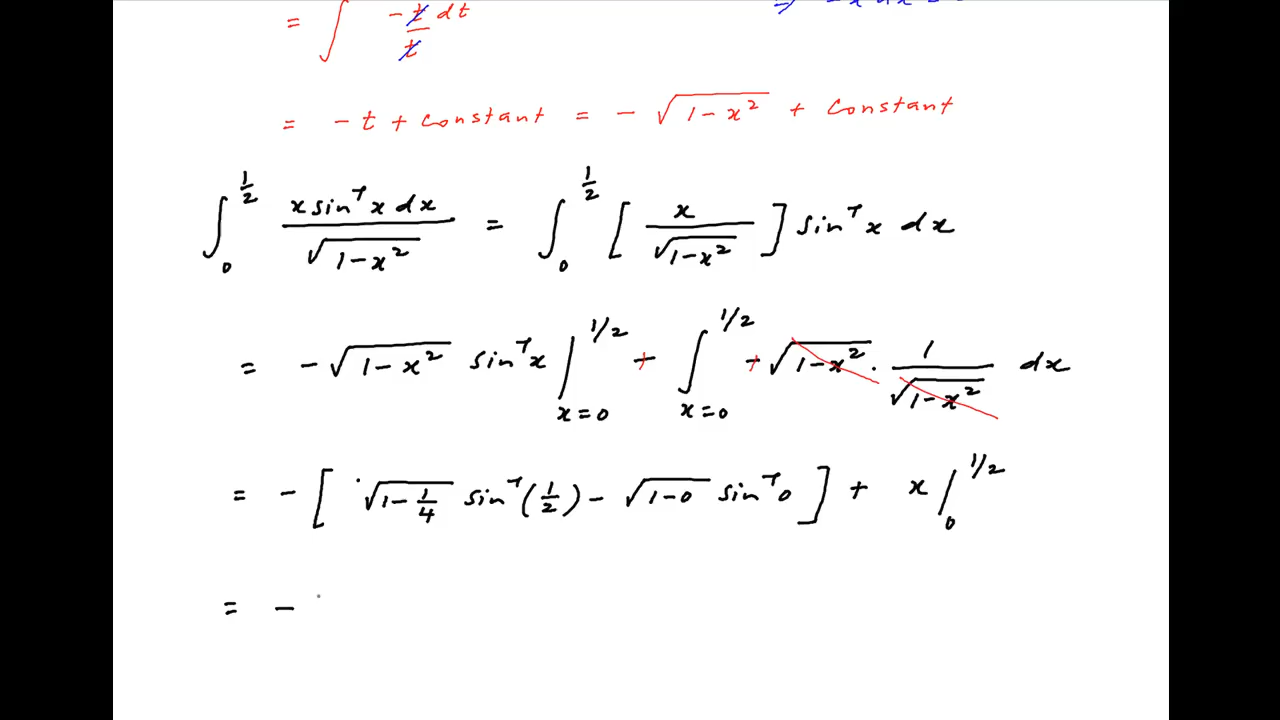 = ∫ -t dt / t ⇒ -x dx =
= -t + constant = -√(1-x²) + constant
∫₀^(1/2) x sin⁻¹x dx / √(1-x²) = ∫₀^(1/2) [ x / √(1-x²) ] sin⁻¹x dx
= -√(1-x²) sin⁻¹x |_(x=0)^(1/2) + ∫_(x=0)^(1/2) +√(1-x²) · 1/√(1-x²) dx
= -[ √(1-1/4) sin⁻¹(1/2) - √(1-0) sin⁻¹0 ] + x |₀^(1/2)
= -